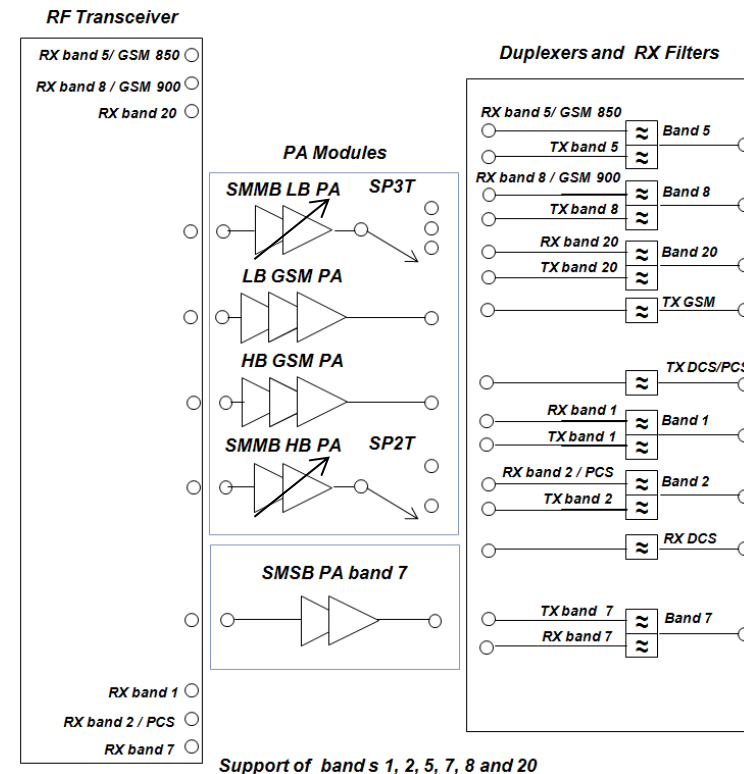 RF Transceiver
RX band 5/ GSM 850
RX band 8 / GSM 900
RX band 20
RX band 1
RX band 2 / PCS
RX band 7
PA Modules
SMMB LB PA SP3T
LB GSM PA
HB GSM PA
SMMB HB PA SP2T
SMSB PA band 7
Duplexers and RX Filters
RX band 5/ GSM 850
TX band 5 Band 5
RX band 8 / GSM 900
TX band 8 Band 8
RX band 20
TX band 20 Band 20
TX GSM
TX DCS/PCS
RX band 1
TX band 1 Band 1
RX band 2 / PCS
TX band 2 Band 2
RX DCS
TX band 7 Band 7
RX band 7
Support of band s 1, 2, 5, 7, 8 and 20